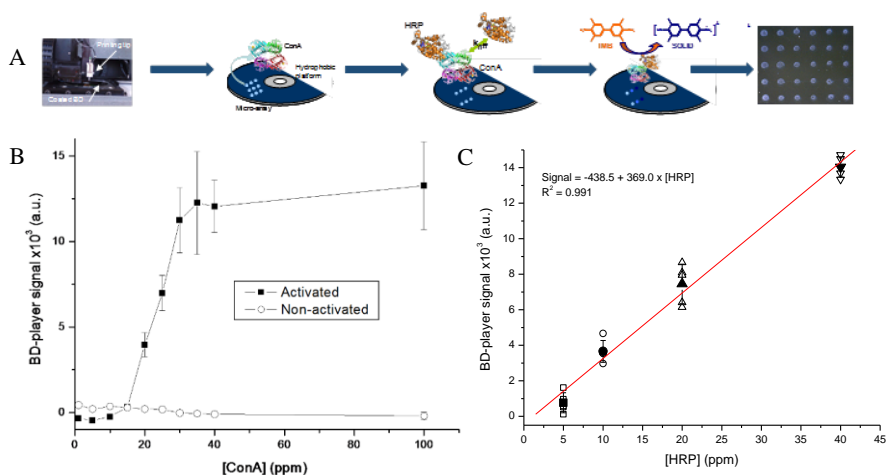 A
Printing tip
Coated BD
ConA
Hydrophobic platform
Micro-array
HRP
ConA
TMB
SOLID
B
BD-player signal x10³ (a.u.)
15
10
5
0
Activated
Non-activated
0 20 40 60 80 100
[ConA] (ppm)
C
Signal = -438.5 + 369.0 x [HRP]
R² = 0.991
BD-player signal x10³ (a.u.)
14
12
10
8
6
4
2
0
0 5 10 15 20 25 30 35 40 45
[HRP] (ppm)